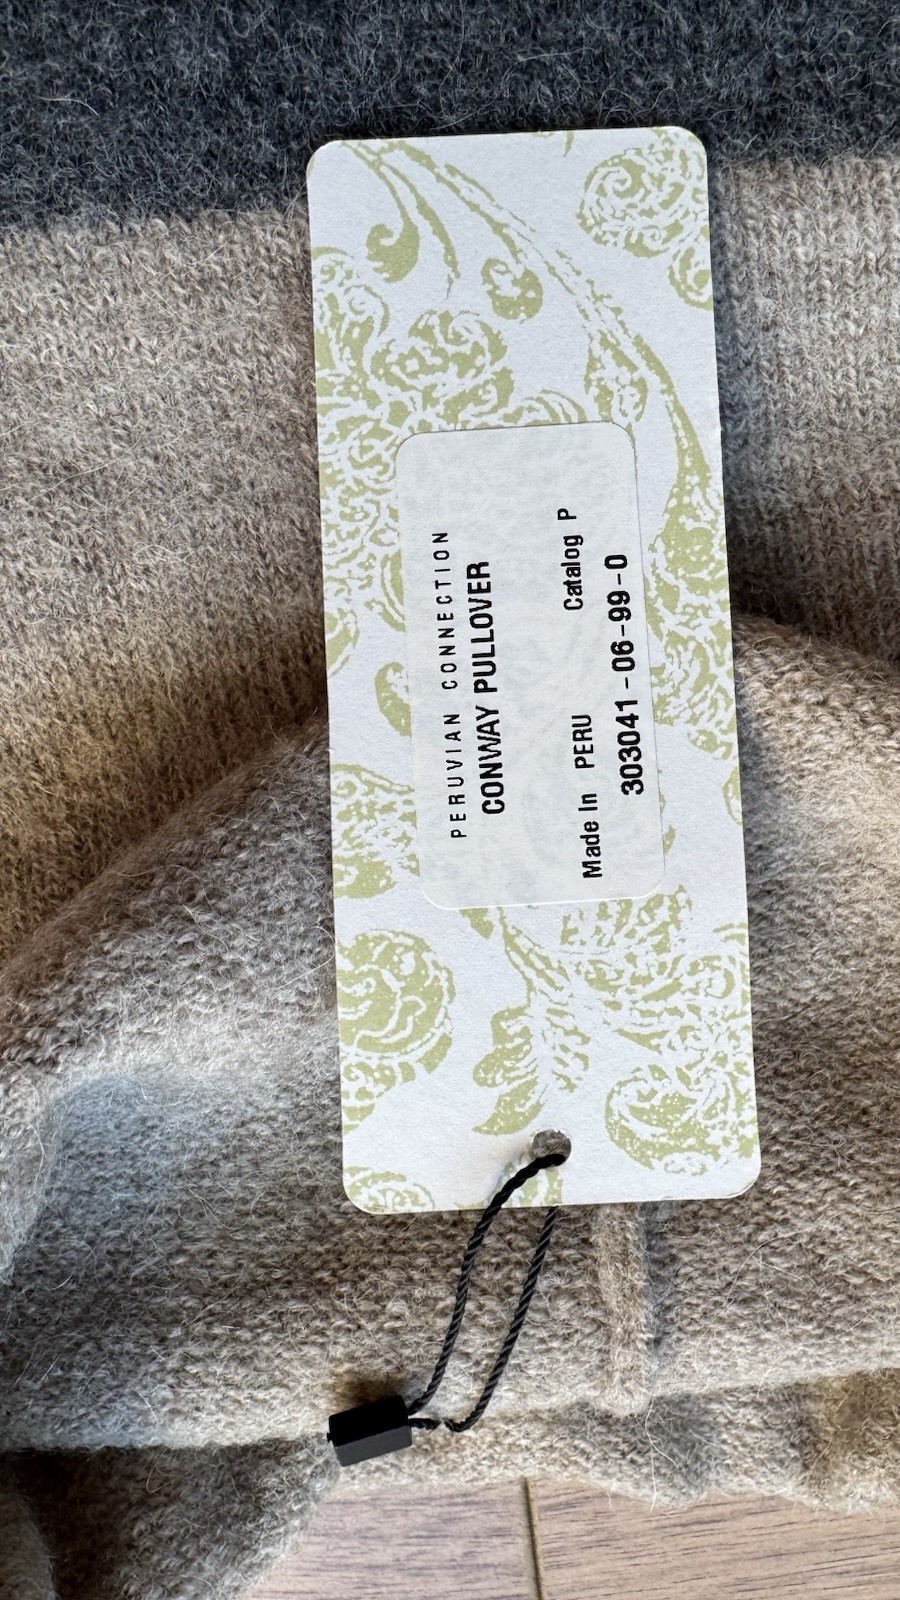 PERUVIAN CONNECTION
CONWAY PULLOVER
Made In PERU Catalog P
303041-06-99-0